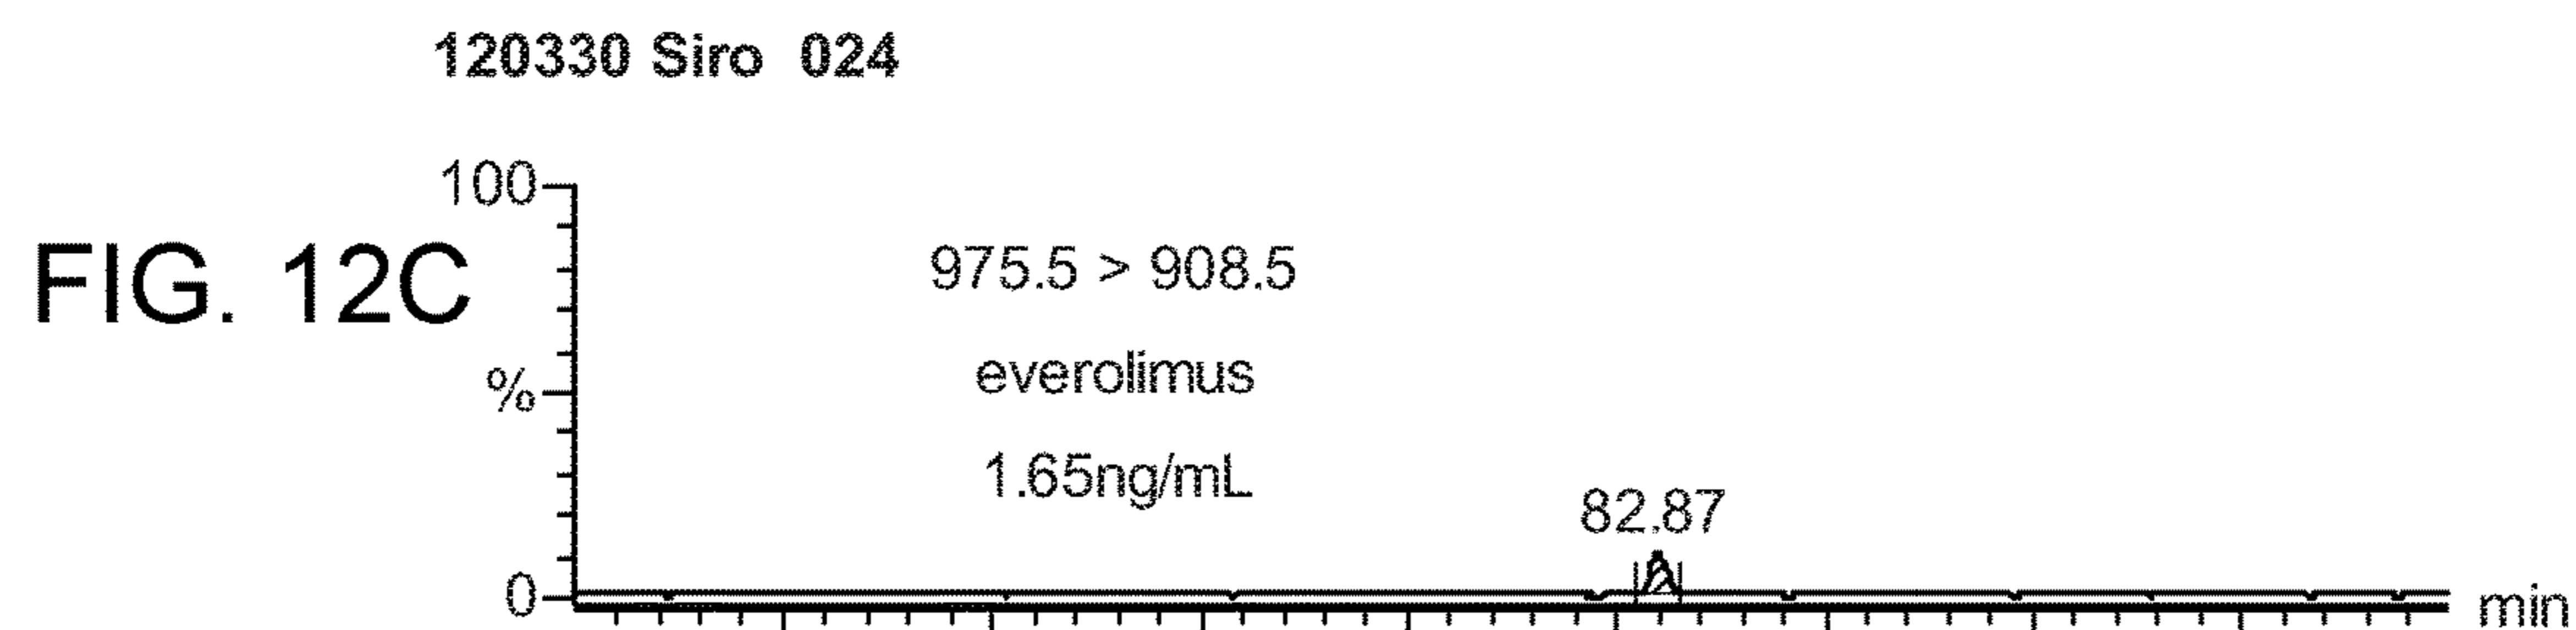 120330 Siro 024
100
FIG. 12C
975.5 > 908.5
%
everolimus
1.65ng/mL
82.87
0
min